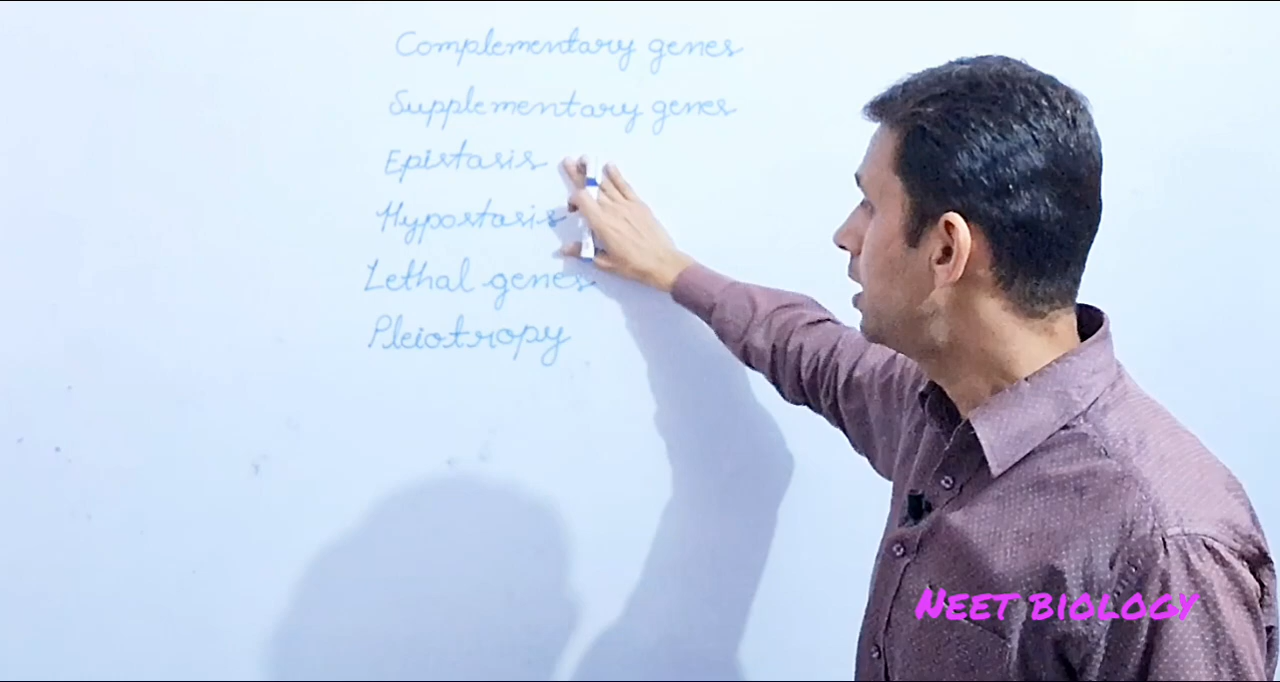 Complementary genes
Supplementary genes
Epistasis
Hypostasis
Lethal genes
Pleiotropy
NEET BIOLOGY